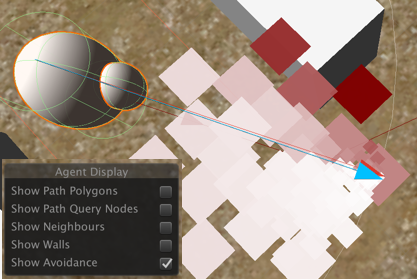 Agent Display
Show Path Polygons
Show Path Query Nodes
Show Neighbours
Show Walls
Show Avoidance